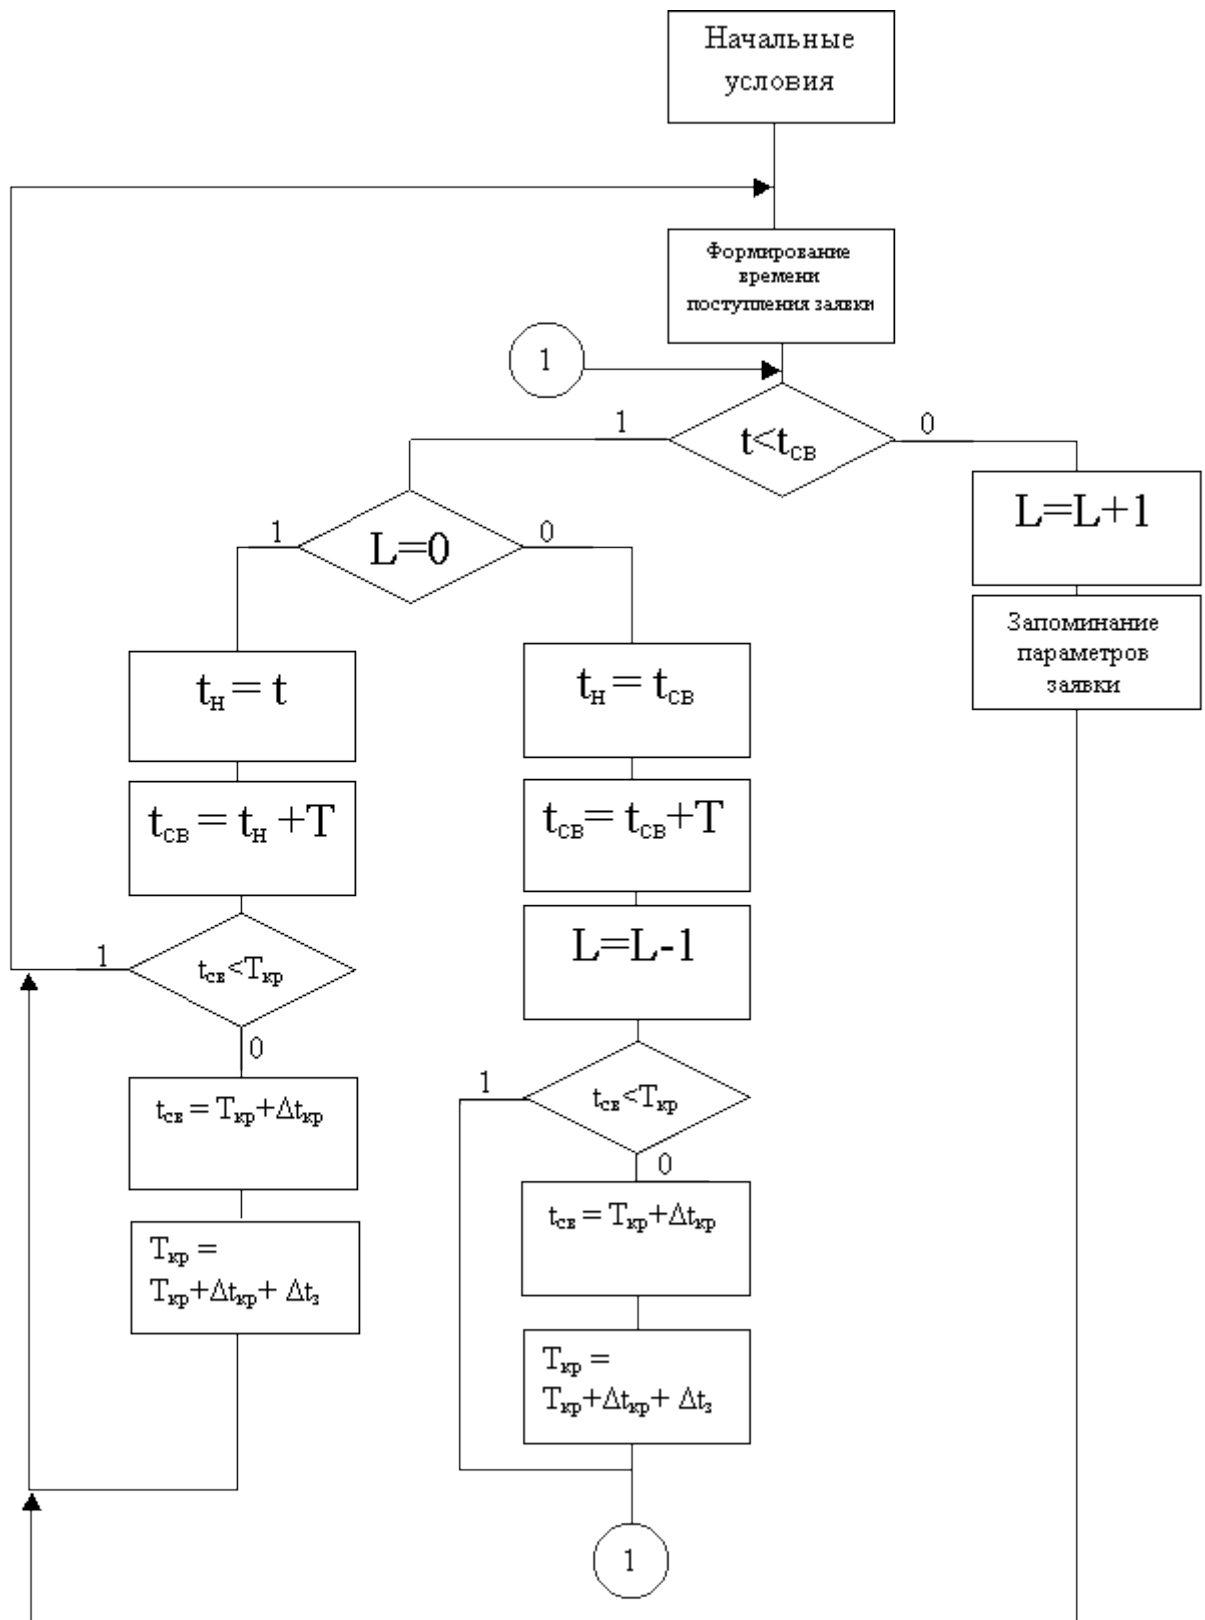 Начальные
условия
Формирование
времени
поступления заявки
1
t<tсв
1
0
L=L+1
Запоминание
параметров
заявки
L=0
1
0
tн = t
tсв = tн +T
tсв<Tкр
1
0
tсв = Tкр+Δtкр
Tкр =
Tкр+Δtкр+ Δtз
tн = tсв
tсв= tсв+T
L=L-1
tсв<Tкр
1
0
tсв = Tкр+Δtкр
Tкр =
Tкр+Δtкр+ Δtз
1